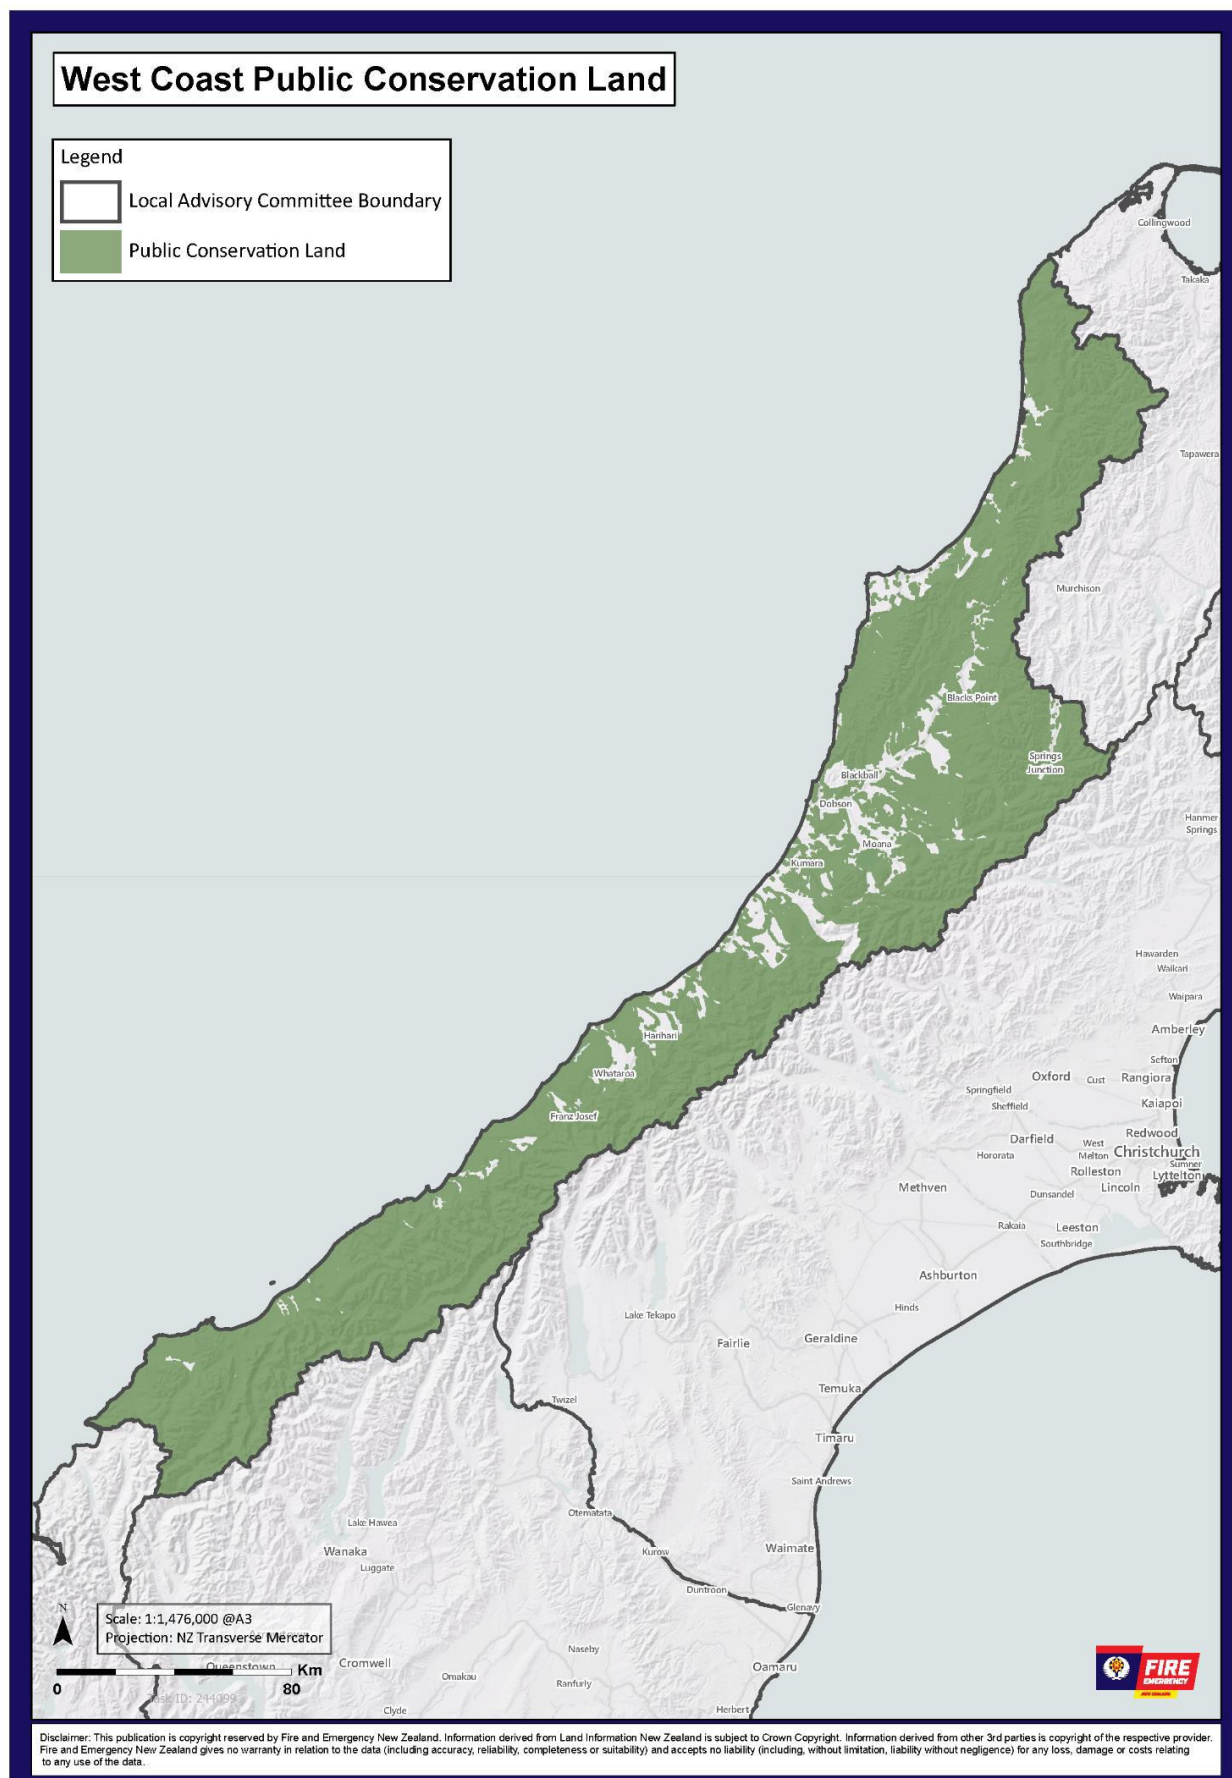 West Coast Public Conservation Land
Legend
Local Advisory Committee Boundary
Public Conservation Land
Collingwood
Takaka
Tapawera
Murchison
Blacks Point
Springs
Junction
Blackball
Dobson
Hanmer
Springs
Moana
Kumara
Hawarden
Waikari
Waipara
Amberley
Harihari
Sefton
Whataroa
Oxford
Cust
Rangiora
Springfield
Kaiapoi
Sheffield
Franz Josef
Redwood
Darfield
West
Melton
Christchurch
Hororata
Sumner
Rolleston
Lyttelton
Methven
Lincoln
Dunsandel
Rakaia
Leeston
Southbridge
Ashburton
Hinds
Lake Tekapo
Fairlie
Geraldine
Temuka
Twizel
Timaru
Saint Andrews
Otematata
Lake Hawea
Wanaka
Kurow
Waimate
Luggate
Duntroon
Glenavy
N
Scale: 1:1,476,000 @A3
Projection: NZ Transverse Mercator
Naseby
Queenstown
Cromwell
Km
Oamaru
Omakau
Ranfurly
0
80
Task ID: 244099
Clyde
Herbert
FIRE
EMERGENCY
NEW ZEALAND
Disclaimer: This publication is copyright reserved by Fire and Emergency New Zealand. Information derived from Land Information New Zealand is subject to Crown Copyright. Information derived from other 3rd parties is copyright of the respective provider.
Fire and Emergency New Zealand gives no warranty in relation to the data (including accuracy, reliability, completeness or suitability) and accepts no liability (including, without limitation, liability without negligence) for any loss, damage or costs relating
to any use of the data.